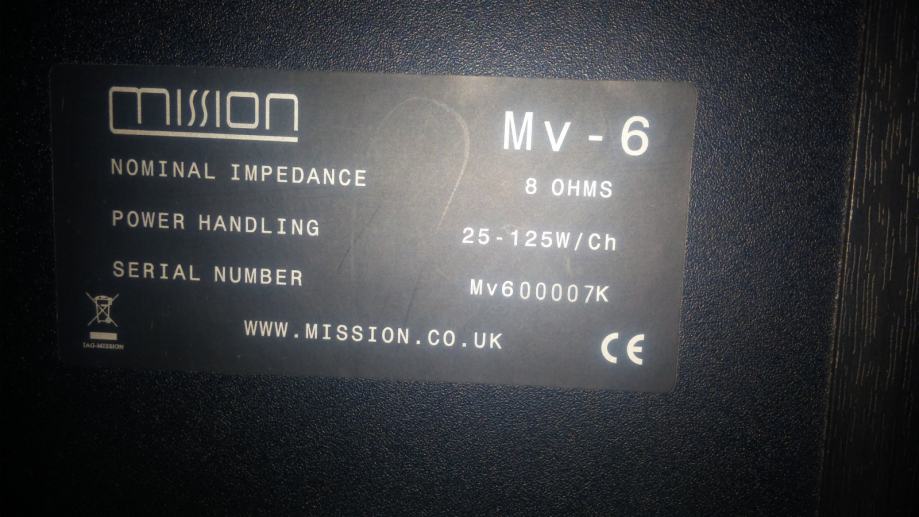 mission
Mv-6
NOMINAL IMPEDANCE 8 OHMS
POWER HANDLING 25-125W/Ch
SERIAL NUMBER Mv600007K
IAG-MISSION
WWW.MISSION.CO.UK
CE